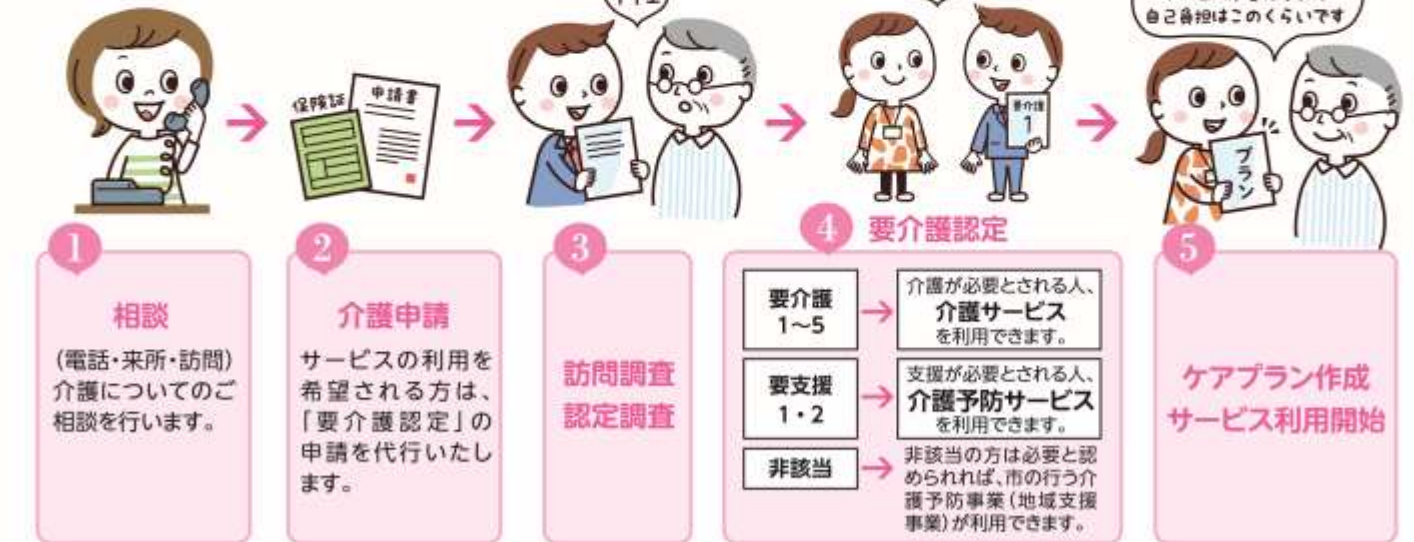 自己負担はこのくらいです
保険証
申請書
要介護
1
プラン
1
相談
(電話・来所・訪問)
介護についてのご
相談を行います。
2
介護申請
サービスの利用を
希望される方は、
「要介護認定」の
申請を代行いたし
ます。
3
訪問調査
認定調査
4 要介護認定
要介護
1〜5
→
介護が必要とされる人、
介護サービス
を利用できます。
要支援
1・2
→
支援が必要とされる人、
介護予防サービス
を利用できます。
非該当
→
非該当の方は必要と認
められれば、市の行う介
護予防事業(地域支援
事業)が利用できます。
5
ケアプラン作成
サービス利用開始